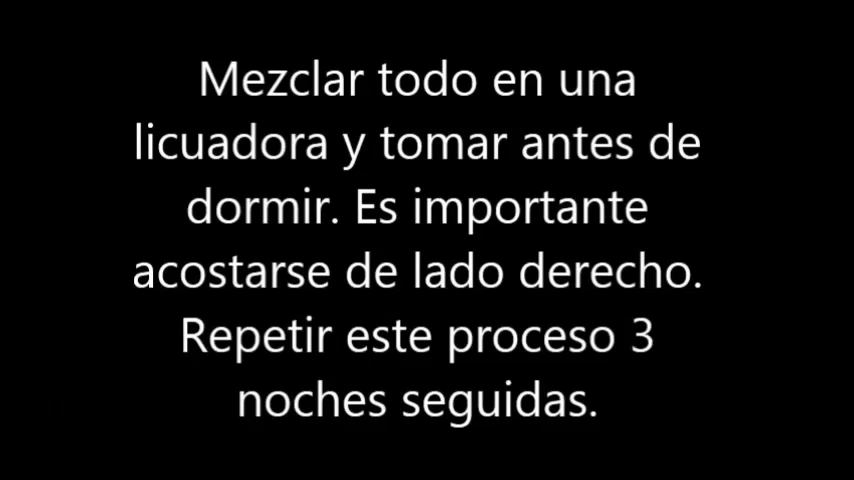 Mezclar todo en una
licuadora y tomar antes de
dormir. Es importante
acostarse de lado derecho.
Repetir este proceso 3
noches seguidas.